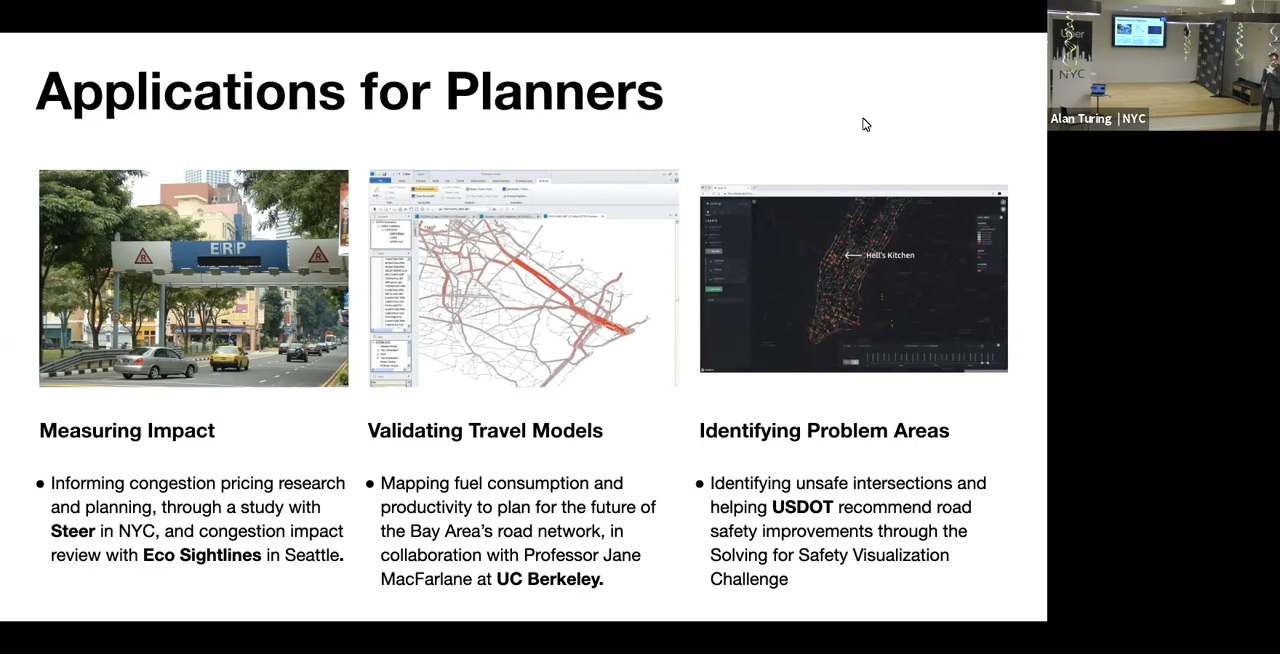 Applications for Planners
Uber
NYC
Alan Turing | NYC
ERP
R
R
Hell's Kitchen
Measuring Impact
Informing congestion pricing research
and planning, through a study with
Steer in NYC, and congestion impact
review with Eco Sightlines in Seattle.
Validating Travel Models
Mapping fuel consumption and
productivity to plan for the future of
the Bay Area's road network, in
collaboration with Professor Jane
MacFarlane at UC Berkeley.
Identifying Problem Areas
Identifying unsafe intersections and
helping USDOT recommend road
safety improvements through the
Solving for Safety Visualization
Challenge